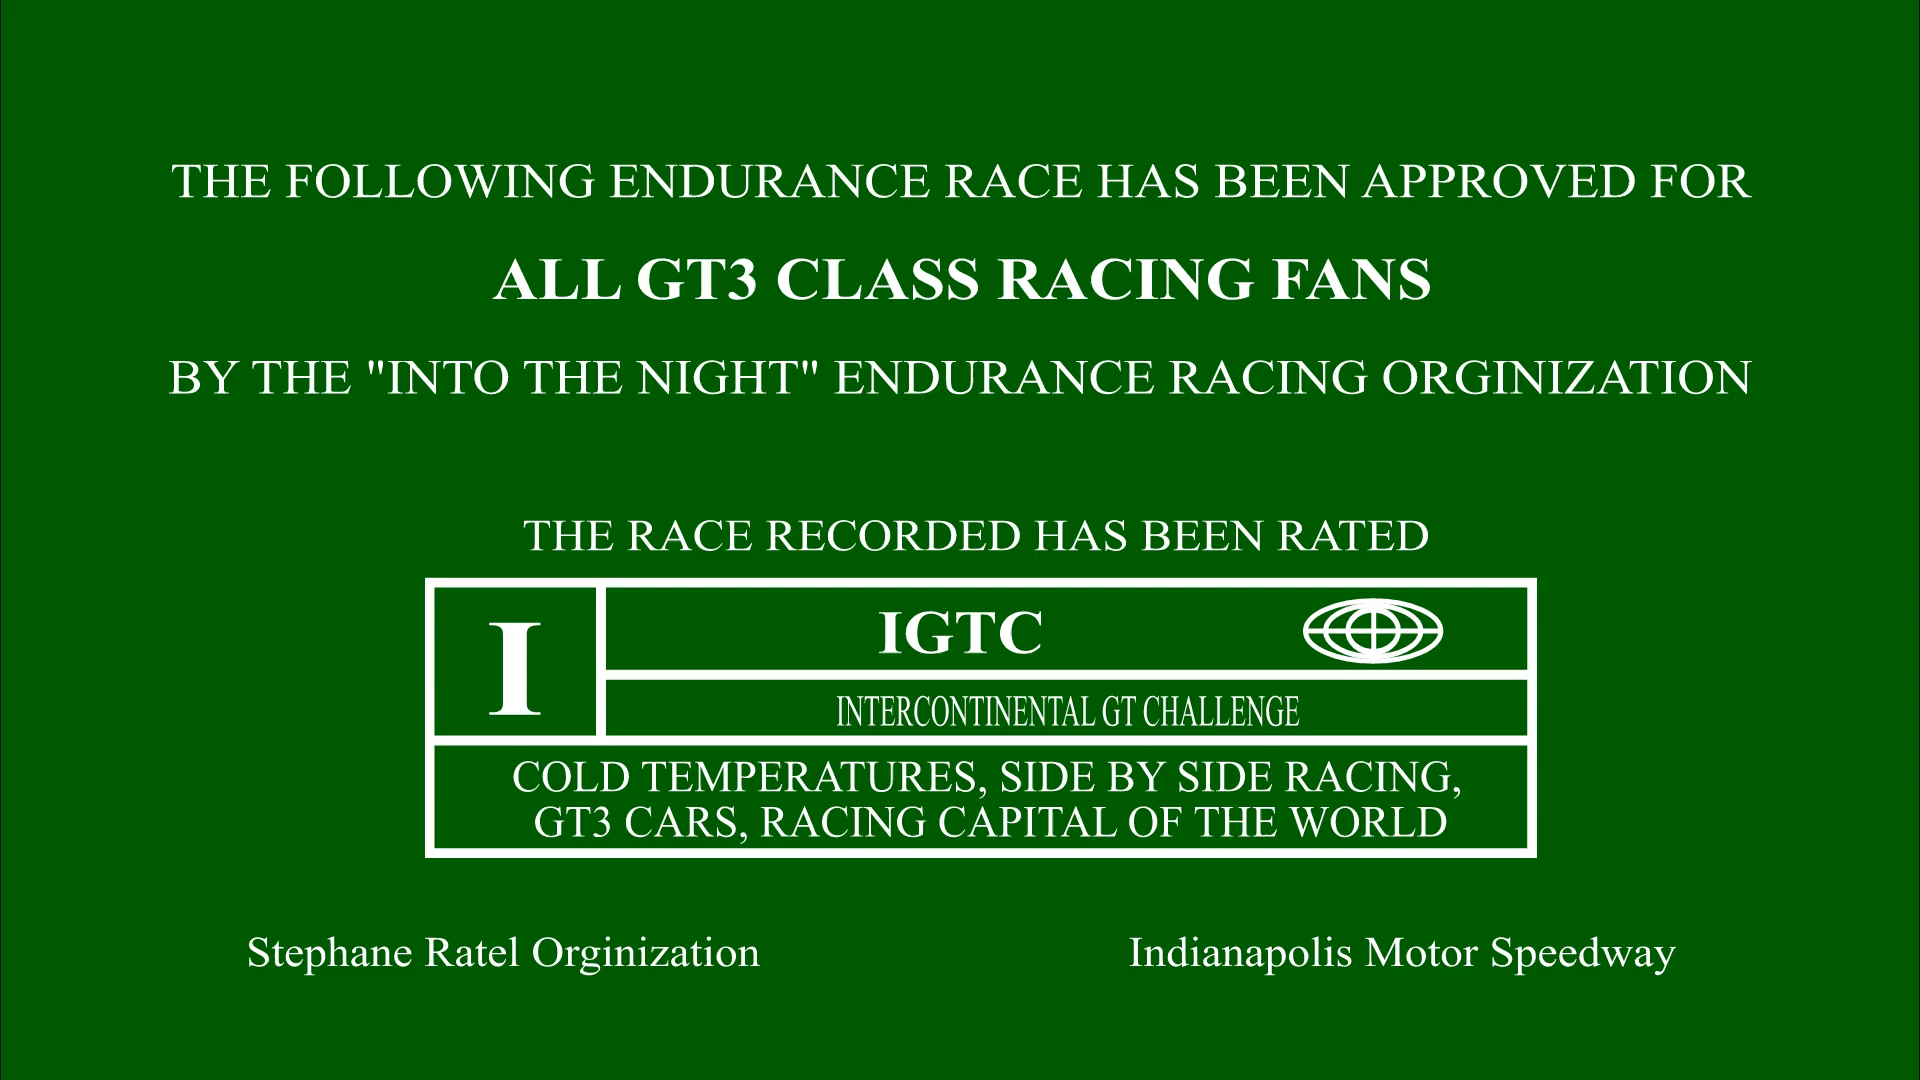 THE FOLLOWING ENDURANCE RACE HAS BEEN APPROVED FOR
ALL GT3 CLASS RACING FANS
BY THE "INTO THE NIGHT" ENDURANCE RACING ORGINIZATION
THE RACE RECORDED HAS BEEN RATED
I
IGTC
INTERCONTINENTAL GT CHALLENGE
COLD TEMPERATURES, SIDE BY SIDE RACING,
GT3 CARS, RACING CAPITAL OF THE WORLD
Stephane Ratel Orginization
Indianapolis Motor Speedway